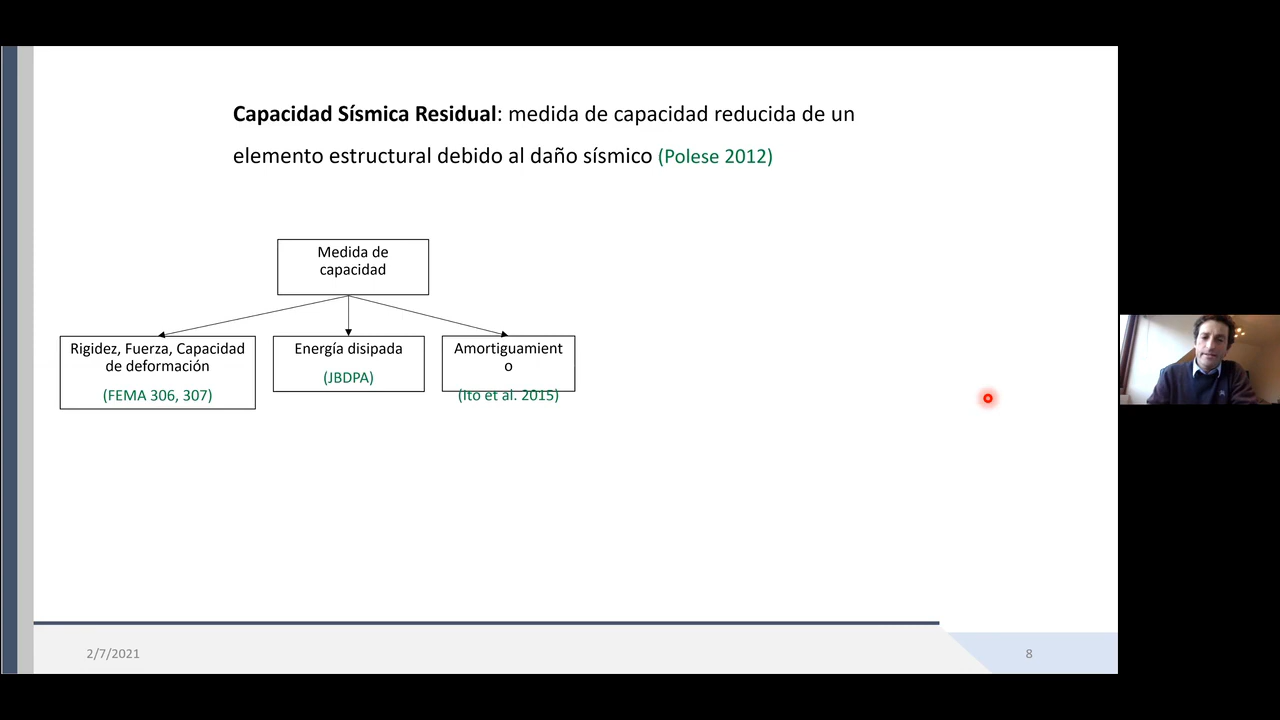 Capacidad Sísmica Residual: medida de capacidad reducida de un
elemento estructural debido al daño sísmico (Polese 2012)
Medida de
capacidad
Rigidez, Fuerza, Capacidad
de deformación
(FEMA 306, 307)
Energía disipada
(JBDPA)
Amortiguamient
o
(Ito et al. 2015)
2/7/2021
8